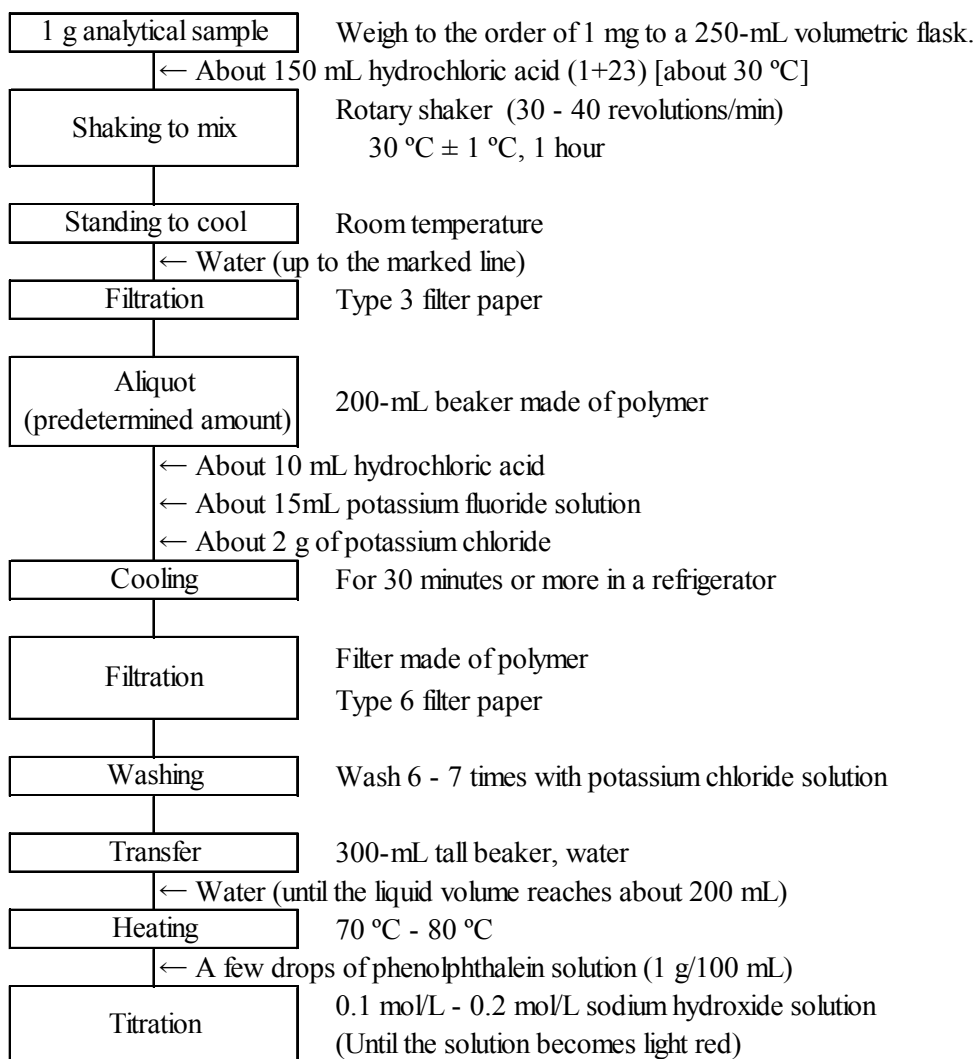 1 g analytical sample Weigh to the order of 1 mg to a 250-mL volumetric flask.
← About 150 mL hydrochloric acid (1+23) [about 30 ºC]
Shaking to mix Rotary shaker (30 - 40 revolutions/min)
30 ºC ± 1 ºC, 1 hour
Standing to cool Room temperature
← Water (up to the marked line)
Filtration Type 3 filter paper
Aliquot
(predetermined amount) 200-mL beaker made of polymer
← About 10 mL hydrochloric acid
← About 15mL potassium fluoride solution
← About 2 g of potassium chloride
Cooling For 30 minutes or more in a refrigerator
Filtration Filter made of polymer
Type 6 filter paper
Washing Wash 6 - 7 times with potassium chloride solution
Transfer 300-mL tall beaker, water
← Water (until the liquid volume reaches about 200 mL)
Heating 70 ºC - 80 ºC
← A few drops of phenolphthalein solution (1 g/100 mL)
Titration 0.1 mol/L - 0.2 mol/L sodium hydroxide solution
(Until the solution becomes light red)